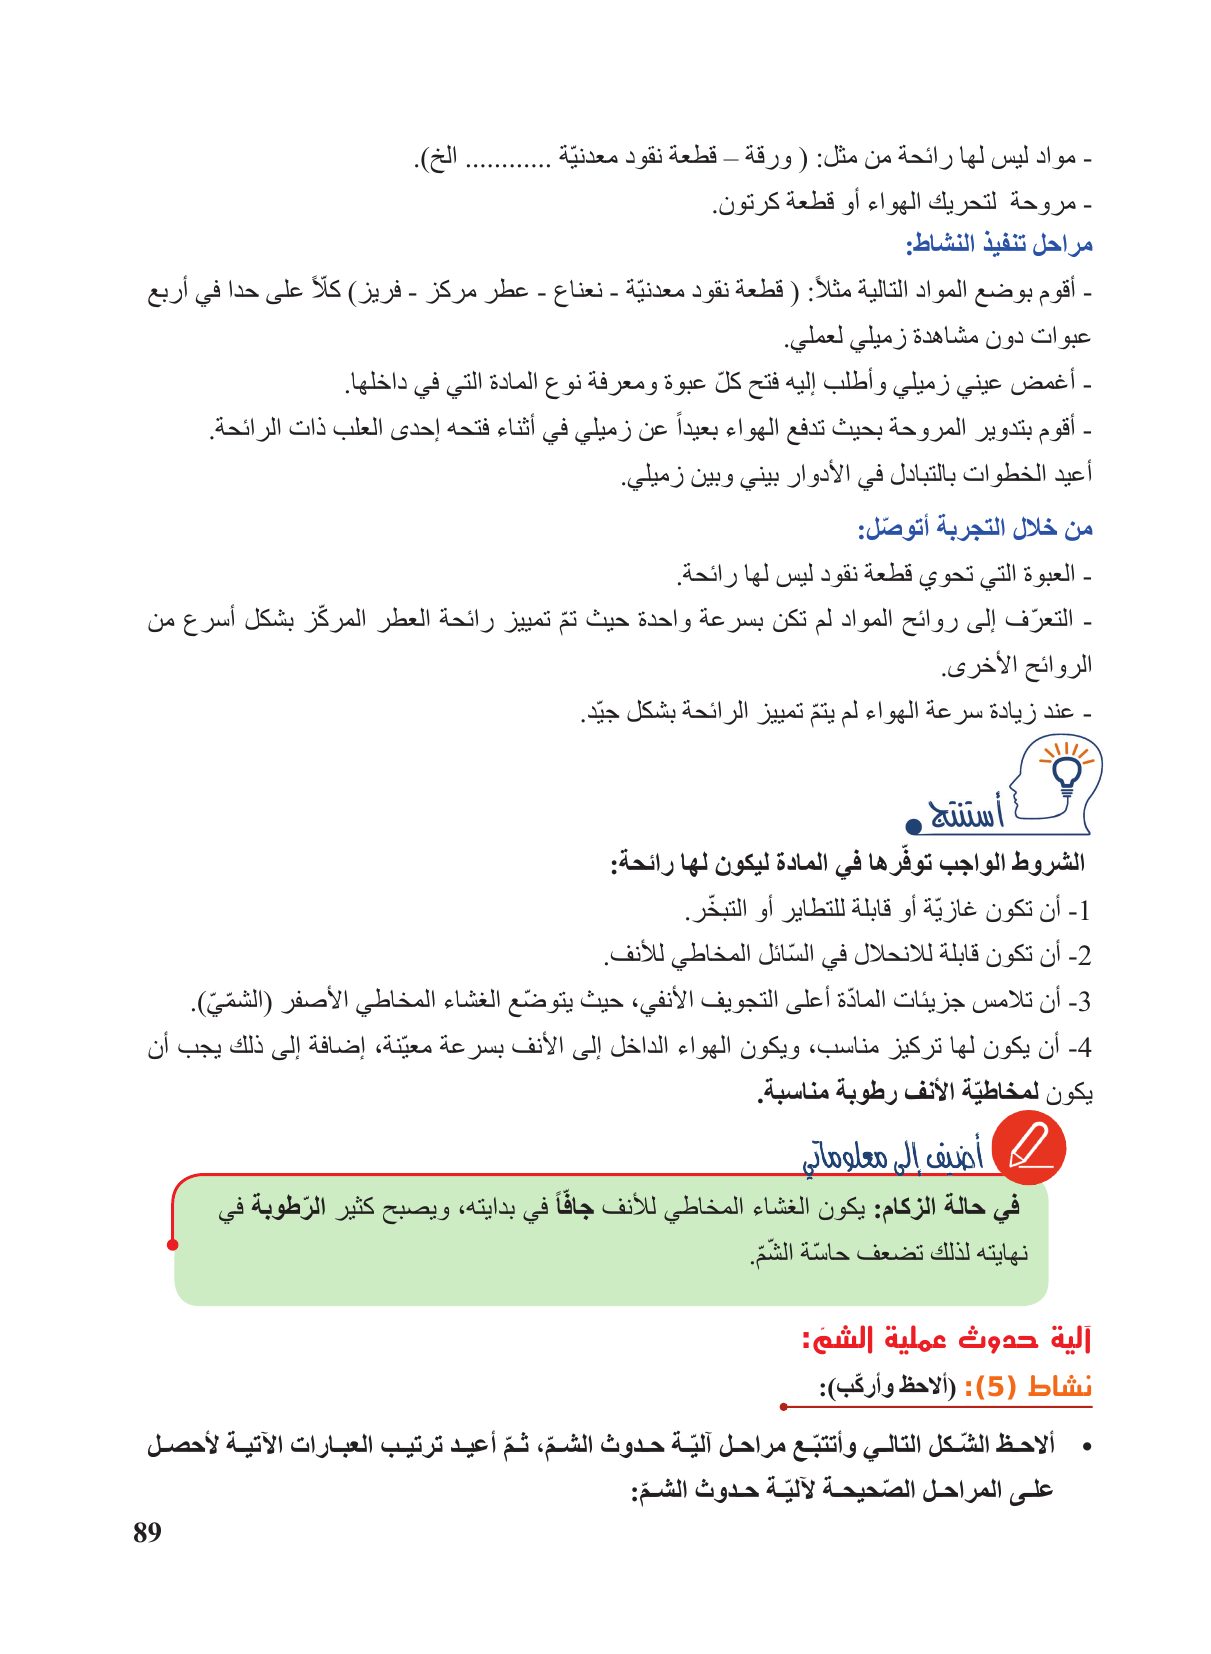 - مواد ليس لها رائحة من مثل: ( ورقة – قطعة نقود معدنيّة ............ الخ).
- مروحة لتحريك الهواء أو قطعة كرتون.
مراحل تنفيذ النشاط:
- أقوم بوضع المواد التالية مثلاً: ( قطعة نقود معدنيّة - نعناع - عطر مركز - فريز) كلّاً على حدا في أربع
عبوات دون مشاهدة زميلي لعملي.
- أغمض عيني زميلي وأطلب إليه فتح كلّ عبوة ومعرفة نوع المادة التي في داخلها.
- أقوم بتدوير المروحة بحيث تدفع الهواء بعيداً عن زميلي في أثناء فتحه إحدى العلب ذات الرائحة.
أعيد الخطوات بالتبادل في الأدوار بيني وبين زميلي.
من خلال التجربة أتوصّل:
- العبوة التي تحوي قطعة نقود ليس لها رائحة.
- التعرّف إلى روائح المواد لم تكن بسرعة واحدة حيث تمّ تمييز رائحة العطر المركّز بشكل أسرع من
الروائح الأخرى.
- عند زيادة سرعة الهواء لم يتمّ تمييز الرائحة بشكل جيّد.
أستنتج
الشروط الواجب توفّرها في المادة ليكون لها رائحة:
1- أن تكون غازيّة أو قابلة للتطاير أو التبخّر.
2- أن تكون قابلة للانحلال في السّائل المخاطي للأنف.
3- أن تلامس جزيئات المادّة أعلى التجويف الأنفي، حيث يتوضّع الغشاء المخاطي الأصفر (الشمّيّ).
4- أن يكون لها تركيز مناسب، ويكون الهواء الداخل إلى الأنف بسرعة معيّنة، إضافة إلى ذلك يجب أن
يكون لمخاطيّة الأنف رطوبة مناسبة.
أضيف إلى معلوماتي
في حالة الزكام: يكون الغشاء المخاطي للأنف جافّاً في بدايته، ويصبح كثير الرّطوبة في
نهايته لذلك تضعف حاسّة الشّمّ.
آلية حدوث عملية الشمّ:
نشاط (5): (ألاحظ وأركّب):
• ألاحظ الشّكل التالي وأتتبّع مراحل آليّة حدوث الشمّ، ثمّ أعيد ترتيب العبارات الآتية لأحصل
على المراحل الصّحيحة لآليّة حدوث الشمّ:
89